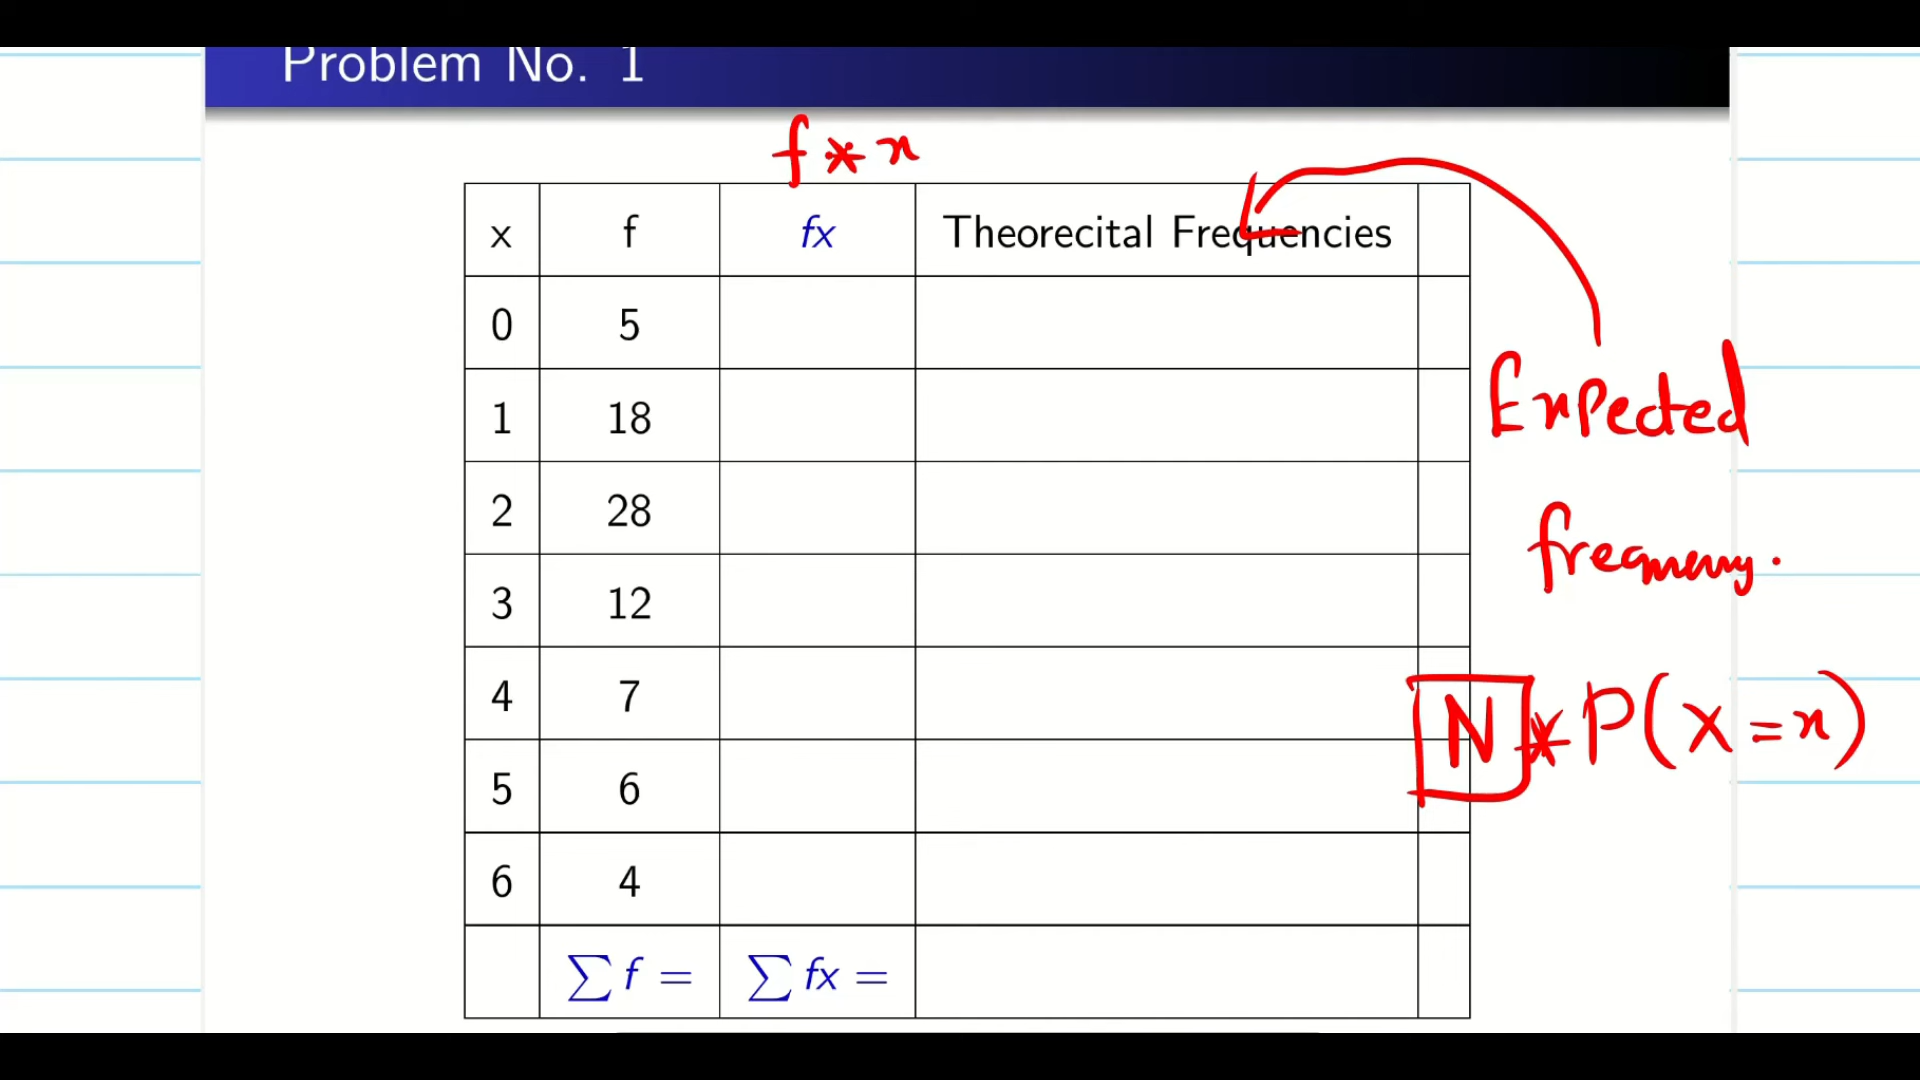 Problem No. 1
f * x
x f fx Theorecital Frequencies
0 5
1 18
2 28
3 12
4 7
5 6
6 4
∑ f = ∑ fx =
Expected
frequency.
N * P(X=x)